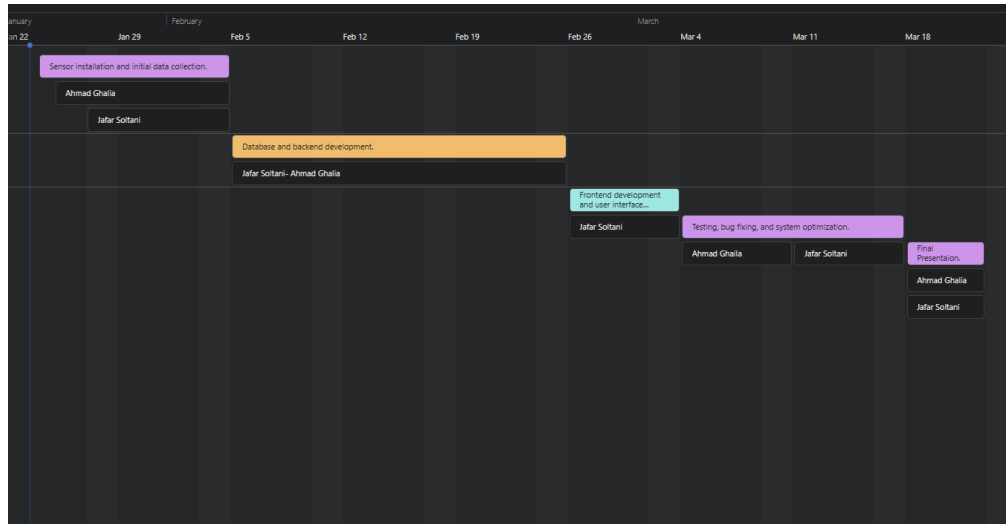 anuary February March
an 22 Jan 29 Feb 5 Feb 12 Feb 19 Feb 26 Mar 4 Mar 11 Mar 18
Sensor installation and initial data collection.
Ahmad Ghalia
Jafar Soltani
Database and backend development.
Jafar Soltani- Ahmad Ghalia
Frontend development
and user interface...
Jafar Soltani
Testing, bug fixing, and system optimization.
Ahmad Ghalia
Jafar Soltani
Final
Presentaion.
Ahmad Ghalia
Jafar Soltani